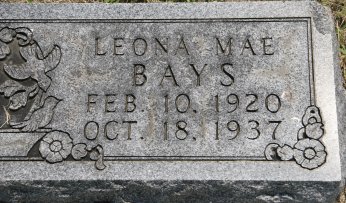 LEONA MAE
BAYS
FEB. 10, 1920
OCT. 18, 1937